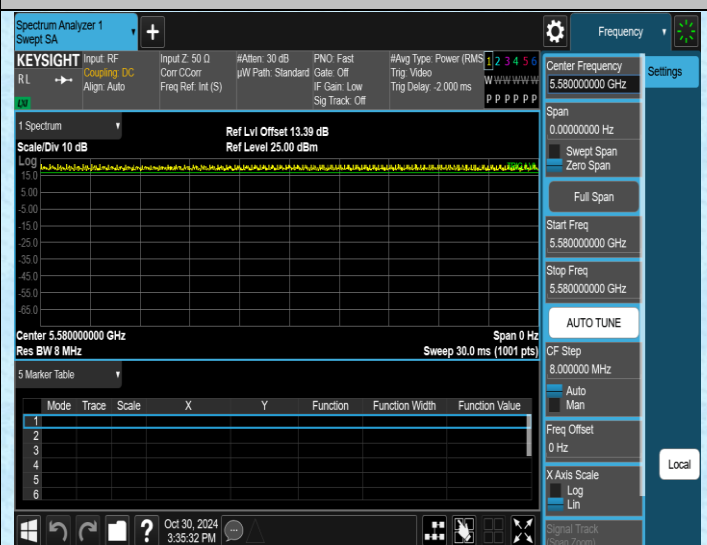 Spectrum Analyzer 1
Swept SA
Frequency
KEYSIGHT
RL
LXI
Input: RF
Coupling: DC
Align: Auto
Input Z: 50 Ω
Corr CCorr
Freq Ref: Int (S)
#Atten: 30 dB
µW Path: Standard
PNO: Fast
Gate: Off
IF Gain: Low
Sig Track: Off
#Avg Type: Power (RMS
Trig: Video
Trig Delay: -2.000 ms
1 2 3 4 5 6
W W W W W W
P P P P P P
1 Spectrum
Scale/Div 10 dB
Ref Lvl Offset 13.39 dB
Ref Level 25.00 dBm
Log
15.0
5.00
-5.00
-15.0
-25.0
-35.0
-45.0
-55.0
-65.0
Center 5.580000000 GHz
Span 0 Hz
Res BW 8 MHz
Sweep 30.0 ms (1001 pts)
5 Marker Table
Mode Trace Scale X Y Function Function Width Function Value
1
2
3
4
5
6
Oct 30, 2024
3:35:32 PM
Center Frequency
5.580000000 GHz
Span
0.00000000 Hz
Swept Span
Zero Span
Full Span
Start Freq
5.580000000 GHz
Stop Freq
5.580000000 GHz
AUTO TUNE
CF Step
8.000000 MHz
Auto
Man
Freq Offset
0 Hz
X Axis Scale
Log
Lin
Signal Track
(Span Zoom)
Settings
Local